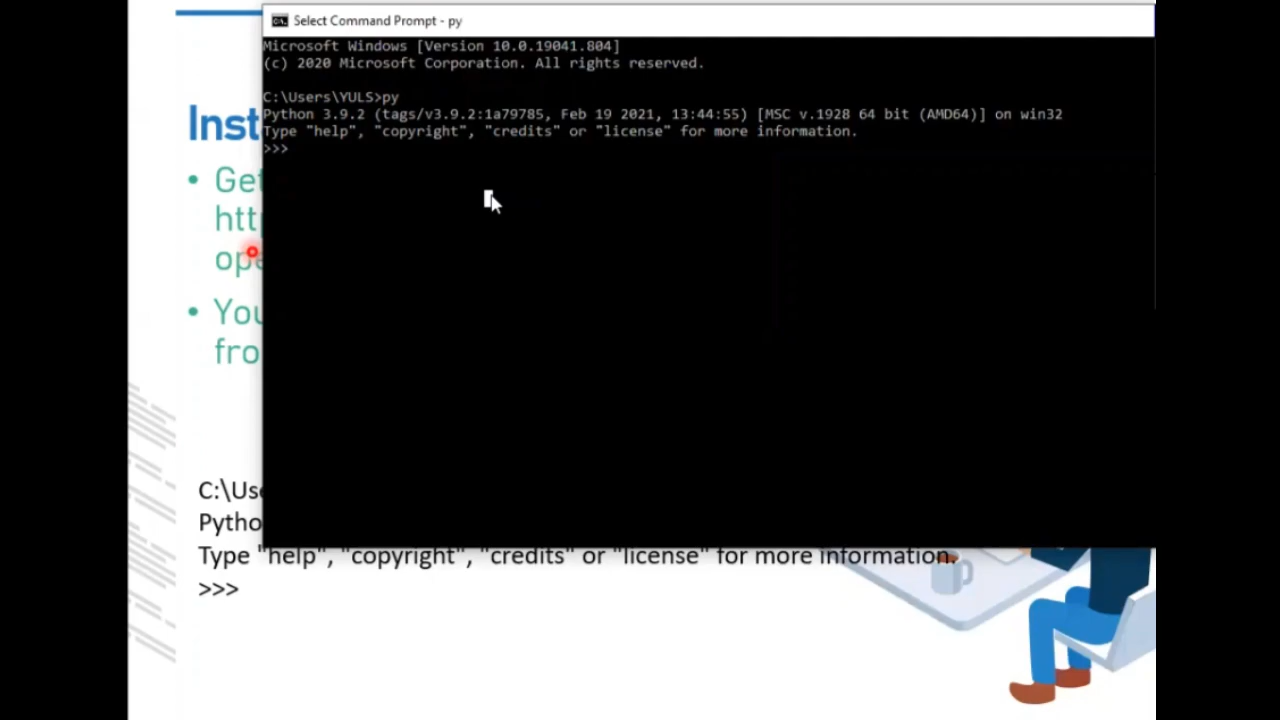 Select Command Prompt - py
Microsoft Windows [Version 10.0.19041.804]
(c) 2020 Microsoft Corporation. All rights reserved.
C:\Users\YULS>py
Python 3.9.2 (tags/v3.9.2:1a79785, Feb 19 2021, 13:44:55) [MSC v.1928 64 bit (AMD64)] on win32
Type "help", "copyright", "credits" or "license" for more information.
>>>
Inst
• Get
htt
ope
• You
fro
C:\Use
Pytho
Type "help", "copyright", "credits" or "license" for more information.
>>>